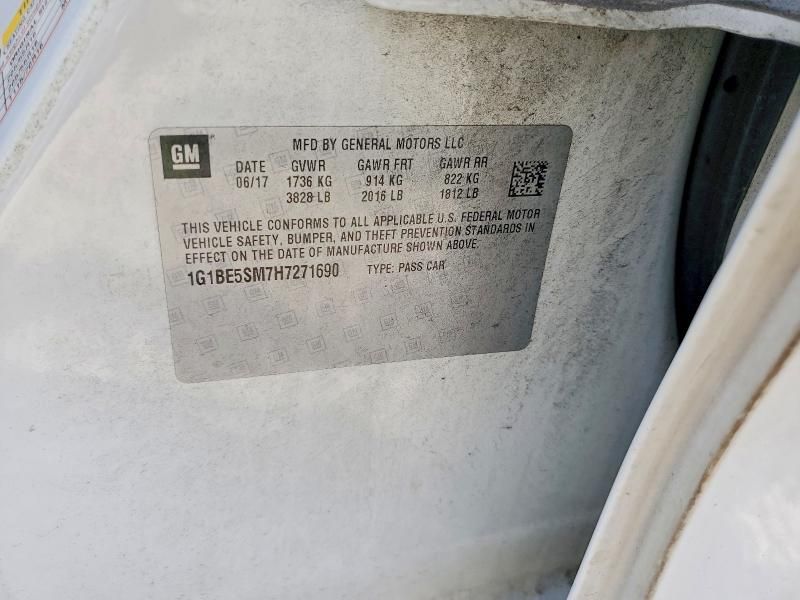 GM
MFD BY GENERAL MOTORS LLC
DATE GVWR GAWR FRT GAWR RR
06/17 1736 KG 914 KG 822 KG
3828 LB 2016 LB 1812 LB
THIS VEHICLE CONFORMS TO ALL APPLICABLE U.S. FEDERAL MOTOR
VEHICLE SAFETY, BUMPER, AND THEFT PREVENTION STANDARDS IN
EFFECT ON THE DATE OF MANUFACTURE SHOWN ABOVE.
1G1BE5SM7H7271690 TYPE: PASS CAR